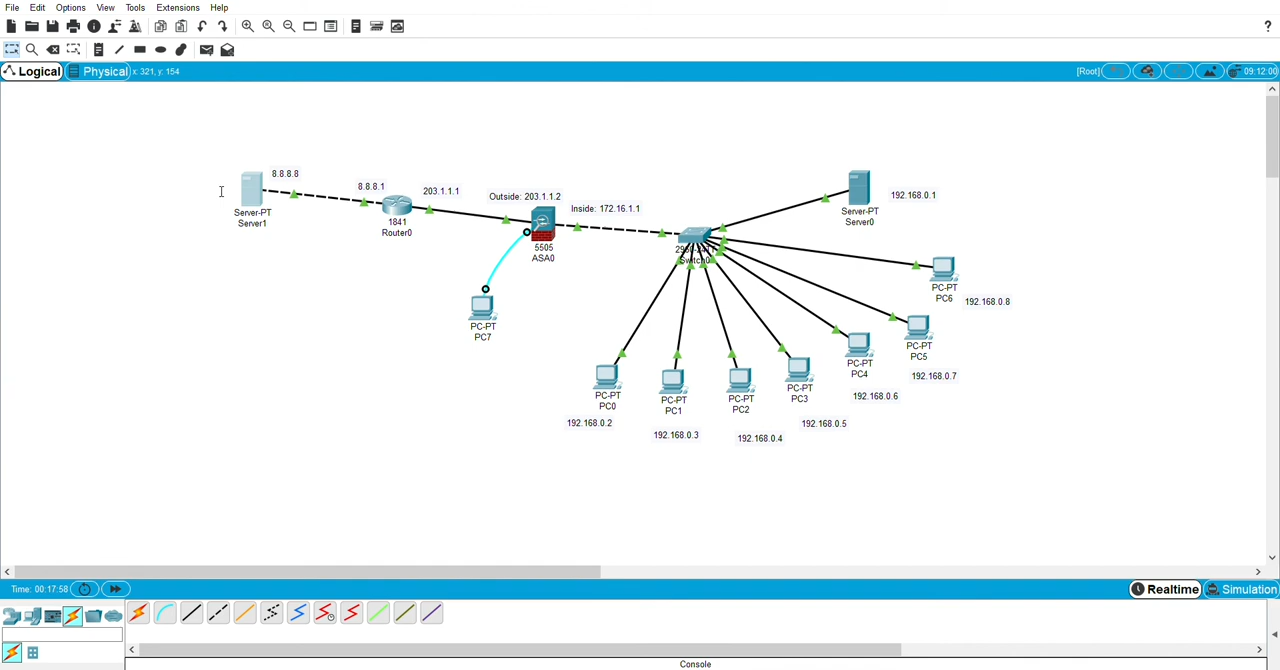 File Edit Options View Tools Extensions Help
?
Logical Physical x: 321, y: 154 [Root] 09:12:00
8.8.8.8
Server-PT
Server1
8.8.8.1
203.1.1.1
1841
Router0
Outside: 203.1.1.2
Inside: 172.16.1.1
5505
ASA0
PC-PT
PC7
Switch0
Server-PT
Server0
192.168.0.1
PC-PT
PC6
192.168.0.8
PC-PT
PC5
192.168.0.7
PC-PT
PC4
192.168.0.6
PC-PT
PC3
192.168.0.5
PC-PT
PC2
192.168.0.4
PC-PT
PC1
192.168.0.3
PC-PT
PC0
192.168.0.2
Time: 00:17:58 Realtime Simulation
Console